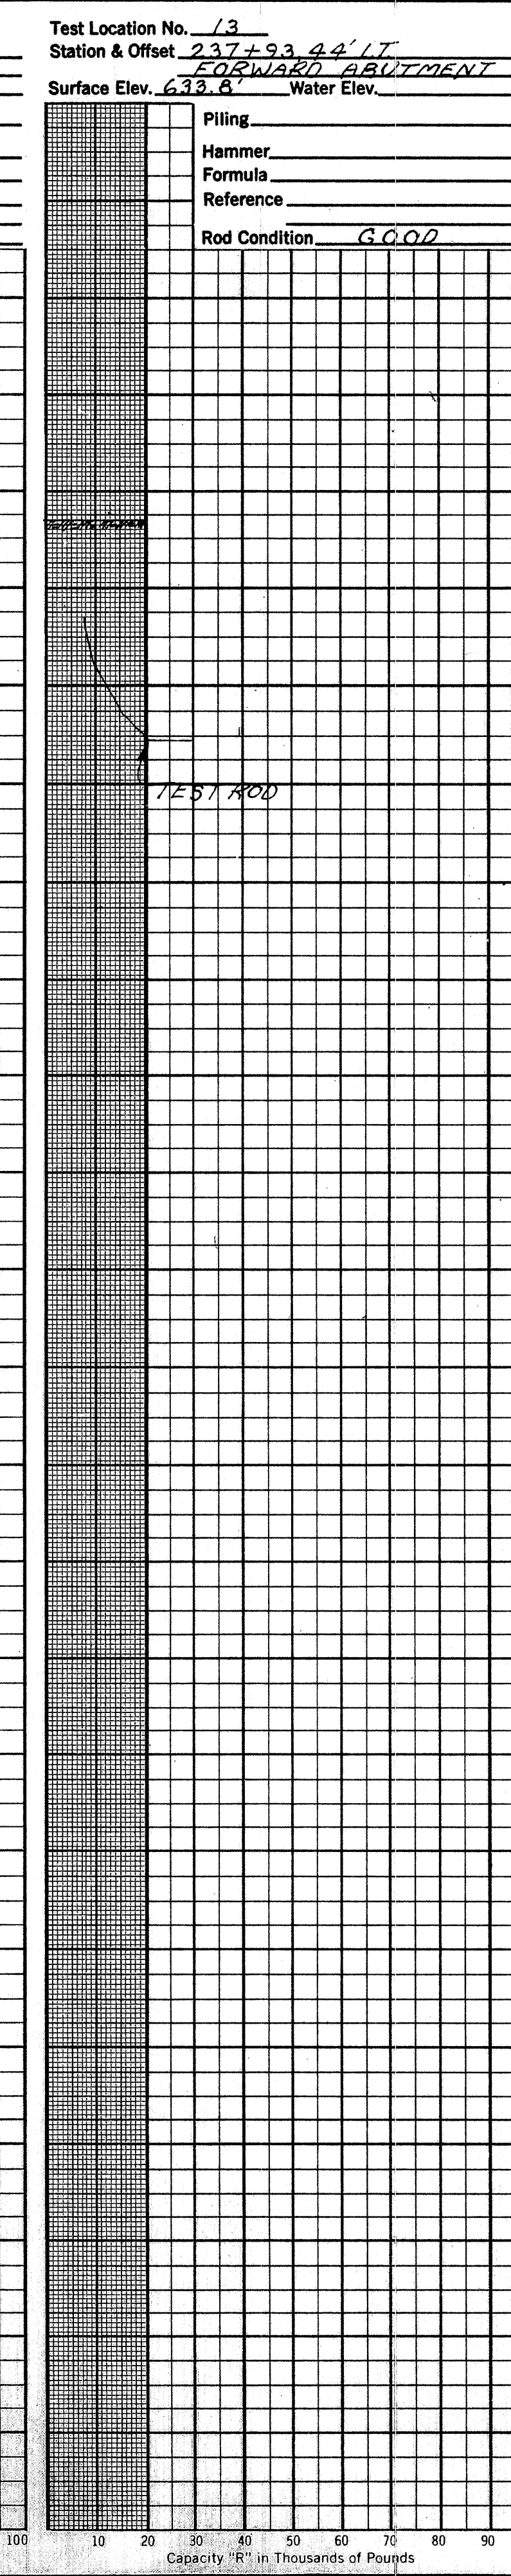 Test Location No. 13
Station & Offset 237+93, 44' LT.
FORWARD ABUTMENT
Surface Elev. 633.8' Water Elev.
Piling
Hammer
Formula
Reference
Rod Condition GOOD
TEST ROD
100 10 20 30 40 50 60 70 80 90
Capacity "R" in Thousands of Pounds